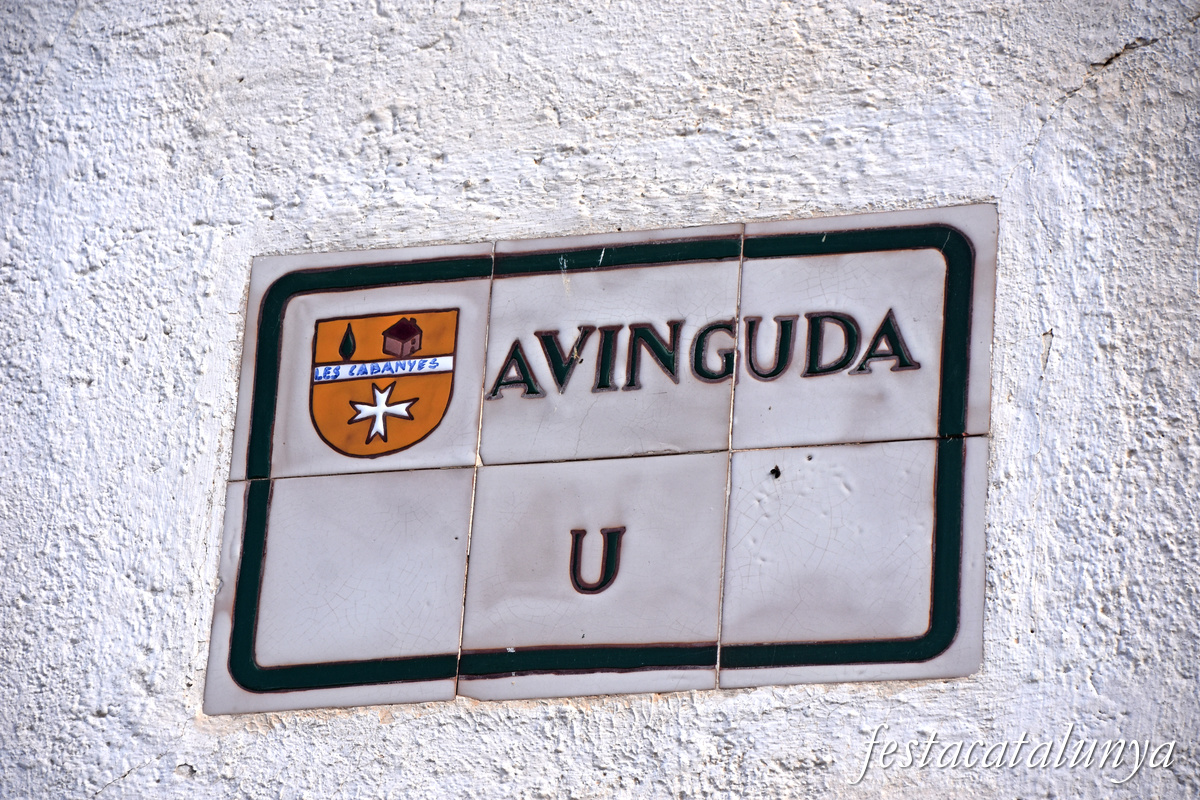 AVINGUDA
LES CABANYES
U
festacatalunya